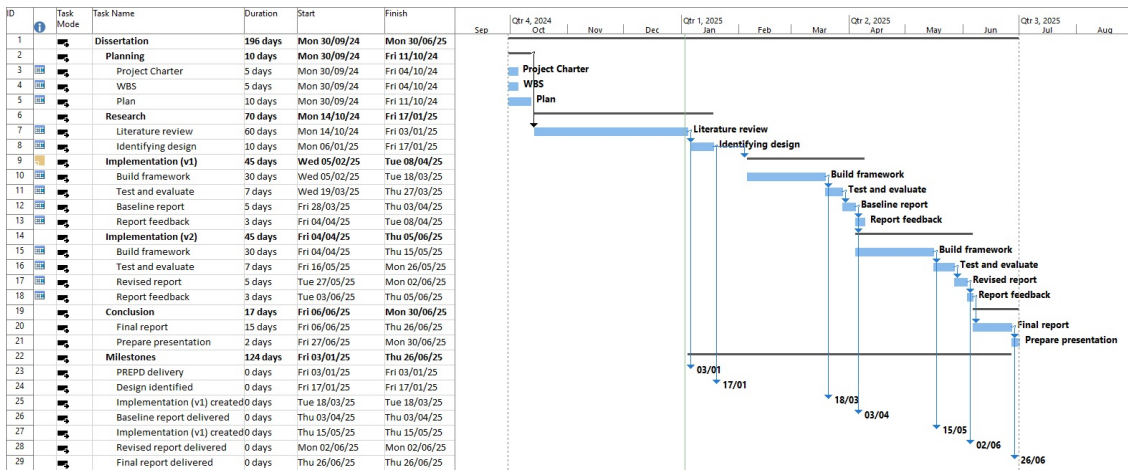 ID Task Mode Task Name Duration Start Finish
Qtr 4, 2024 Qtr 1, 2025 Qtr 2, 2025 Qtr 3, 2025
Sep Oct Nov Dec Jan Feb Mar Apr May Jun Jul Aug
1 Dissertation 196 days Mon 30/09/24 Mon 30/06/25
2 Planning 10 days Mon 30/09/24 Fri 11/10/24
3 Project Charter 5 days Mon 30/09/24 Fri 04/10/24 Project Charter
4 WBS 5 days Mon 30/09/24 Fri 04/10/24 WBS
5 Plan 10 days Mon 30/09/24 Fri 11/10/24 Plan
6 Research 70 days Mon 14/10/24 Fri 17/01/25
7 Literature review 60 days Mon 14/10/24 Fri 03/01/25 Literature review
8 Identifying design 10 days Mon 06/01/25 Fri 17/01/25 Identifying design
9 Implementation (v1) 45 days Wed 05/02/25 Tue 08/04/25
10 Build framework 30 days Wed 05/02/25 Tue 18/03/25 Build framework
11 Test and evaluate 7 days Wed 19/03/25 Thu 27/03/25 Test and evaluate
12 Baseline report 5 days Fri 28/03/25 Thu 03/04/25 Baseline report
13 Report feedback 3 days Fri 04/04/25 Tue 08/04/25 Report feedback
14 Implementation (v2) 45 days Fri 04/04/25 Thu 05/06/25
15 Build framework 30 days Fri 04/04/25 Thu 15/05/25 Build framework
16 Test and evaluate 7 days Fri 16/05/25 Mon 26/05/25 Test and evaluate
17 Revised report 5 days Tue 27/05/25 Mon 02/06/25 Revised report
18 Report feedback 3 days Tue 03/06/25 Thu 05/06/25 Report feedback
19 Conclusion 17 days Fri 06/06/25 Mon 30/06/25
20 Final report 15 days Fri 06/06/25 Thu 26/06/25 Final report
21 Prepare presentation 2 days Fri 27/06/25 Mon 30/06/25 Prepare presentation
22 Milestones 124 days Fri 03/01/25 Thu 26/06/25
23 PREPD delivery 0 days Fri 03/01/25 Fri 03/01/25 03/01
24 Design identified 0 days Fri 17/01/25 Fri 17/01/25 17/01
25 Implementation (v1) created 0 days Tue 18/03/25 Tue 18/03/25 18/03
26 Baseline report delivered 0 days Thu 03/04/25 Thu 03/04/25 03/04
27 Implementation (v1) created 0 days Thu 15/05/25 Thu 15/05/25 15/05
28 Revised report delivered 0 days Mon 02/06/25 Mon 02/06/25 02/06
29 Final report delivered 0 days Thu 26/06/25 Thu 26/06/25 26/06